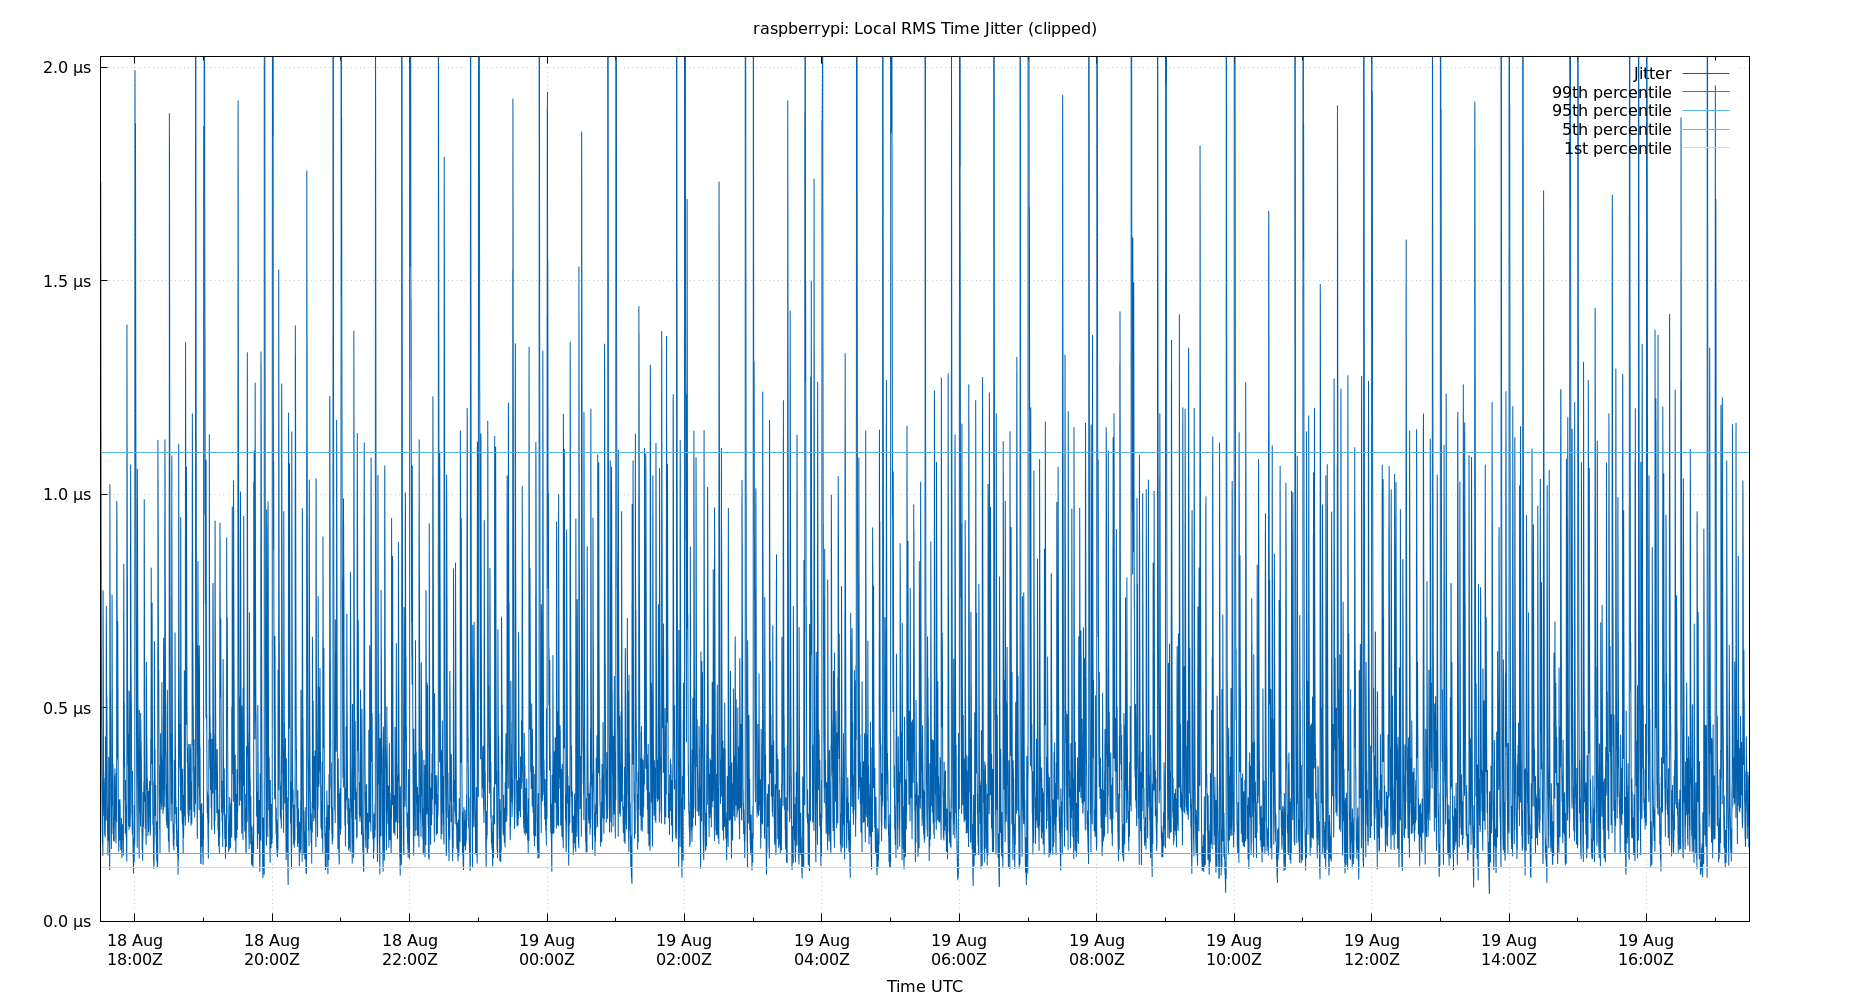 raspberrypi: Local RMS Time Jitter (clipped)
2.0 µs
1.5 µs
1.0 µs
0.5 µs
0.0 µs
Jitter
99th percentile
95th percentile
5th percentile
1st percentile
18 Aug 18 Aug 18 Aug 19 Aug 19 Aug 19 Aug 19 Aug 19 Aug 19 Aug 19 Aug 19 Aug 19 Aug
18:00Z 20:00Z 22:00Z 00:00Z 02:00Z 04:00Z 06:00Z 08:00Z 10:00Z 12:00Z 14:00Z 16:00Z
Time UTC